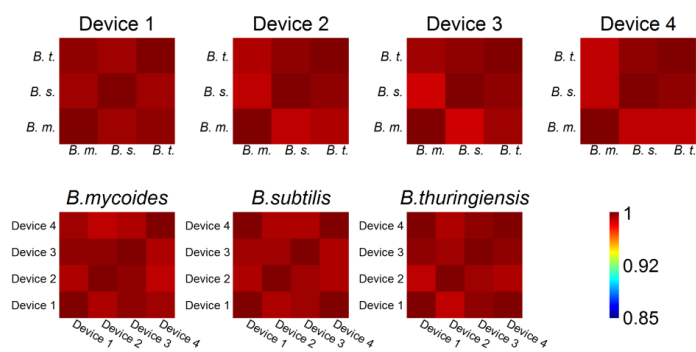 Device 1 Device 2 Device 3 Device 4
B. t. B. t. B. t. B. t.
B. s. B. s. B. s. B. s.
B. m. B. m. B. m. B. m.
B. m. B. s. B. t. B. m. B. s. B. t. B. m. B. s. B. t. B. m. B. s. B. t.
B.mycoides B.subtilis B.thuringiensis
Device 4 Device 4 Device 4 1
Device 3 Device 3 Device 3
0.92
Device 2 Device 2 Device 2
Device 1 Device 1 Device 1 0.85
Device 1 Device 2 Device 3 Device 4 Device 1 Device 2 Device 3 Device 4 Device 1 Device 2 Device 3 Device 4